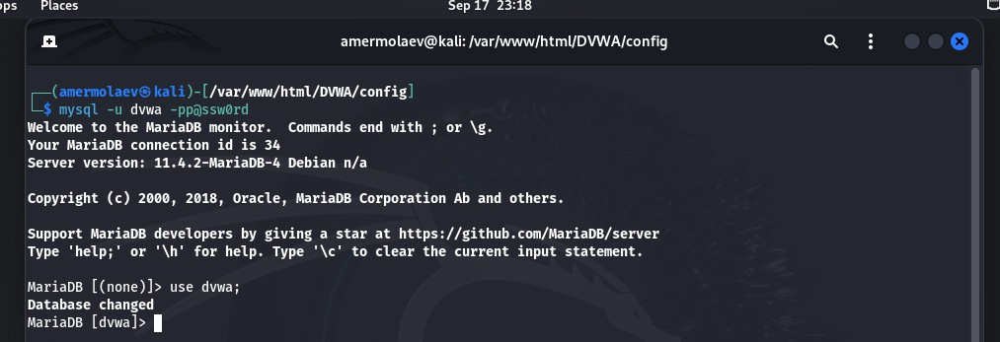 ops Places Sep 17 23:18
amermolaev@kali: /var/www/html/DVWA/config
┌──(amermolaev㉿kali)-[/var/www/html/DVWA/config]
└─$ mysql -u dvwa -pp@ssw0rd
Welcome to the MariaDB monitor.  Commands end with ; or \g.
Your MariaDB connection id is 34
Server version: 11.4.2-MariaDB-4 Debian n/a
Copyright (c) 2000, 2018, Oracle, MariaDB Corporation Ab and others.
Support MariaDB developers by giving a star at https://github.com/MariaDB/server
Type 'help;' or '\h' for help. Type '\c' to clear the current input statement.
MariaDB [(none)]> use dvwa;
Database changed
MariaDB [dvwa]>